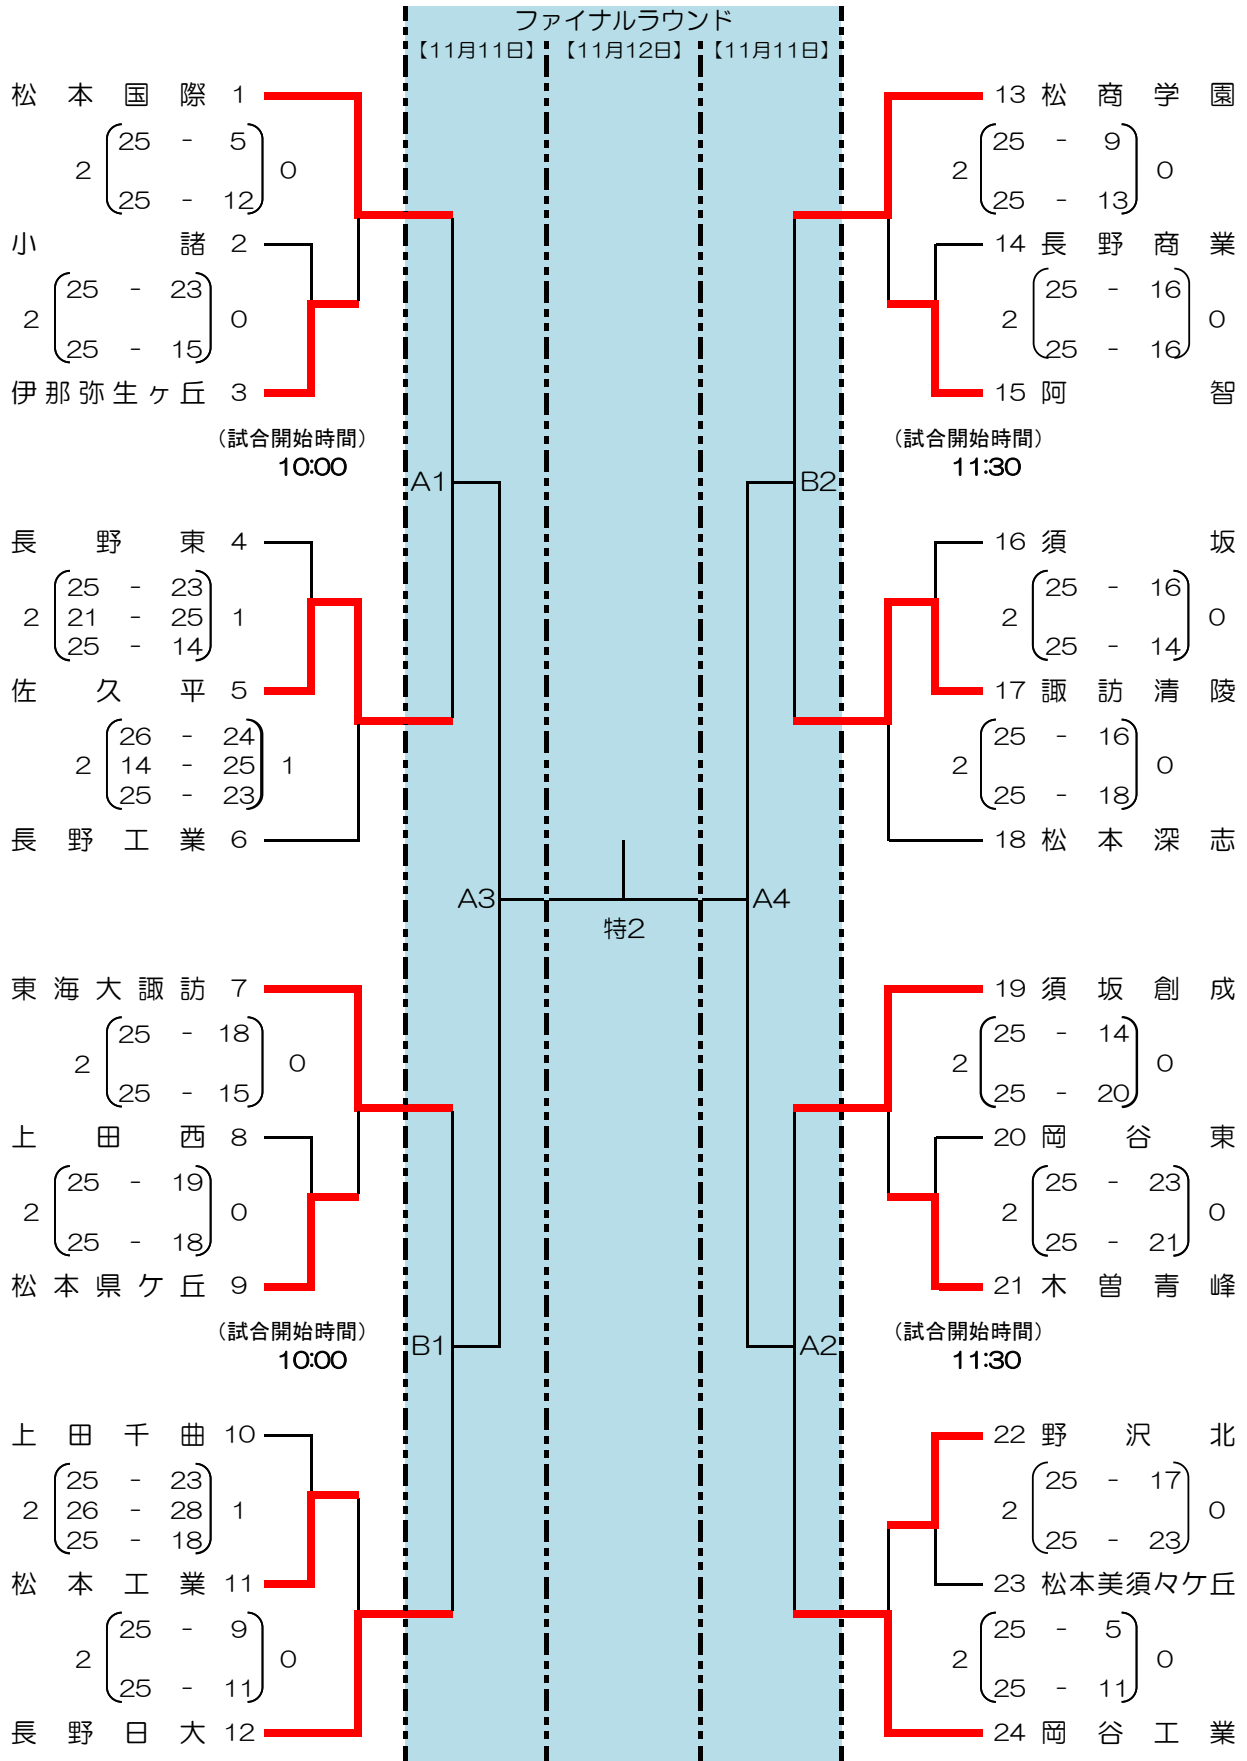 ファイナルラウンド
【11月11日】 【11月12日】 【11月11日】
松本国際 1
25 - 5
2 0
25 - 12
小諸 2
25 - 23
2 0
25 - 15
伊那弥生ヶ丘 3
(試合開始時間)
10:00
A1
長野東 4
25 - 23
2 21 - 25 1
25 - 14
佐久平 5
26 - 24
2 14 - 25 1
25 - 23
長野工業 6
A3
東海大諏訪 7
25 - 18
2 0
25 - 15
上田西 8
25 - 19
2 0
25 - 18
松本県ケ丘 9
(試合開始時間)
10:00
B1
上田千曲 10
25 - 23
2 26 - 28 1
25 - 18
松本工業 11
25 - 9
2 0
25 - 11
長野日大 12
特2
13 松商学園
25 - 9
2 0
25 - 13
14 長野商業
25 - 16
2 0
25 - 16
15 阿智
(試合開始時間)
11:30
B2
16 須坂
25 - 16
2 0
25 - 14
17 諏訪清陵
25 - 16
2 0
25 - 18
18 松本深志
A4
19 須坂創成
25 - 14
2 0
25 - 20
20 岡谷東
25 - 23
2 0
25 - 21
21 木曽青峰
(試合開始時間)
11:30
A2
22 野沢北
25 - 17
2 0
25 - 23
23 松本美須々ケ丘
25 - 5
2 0
25 - 11
24 岡谷工業